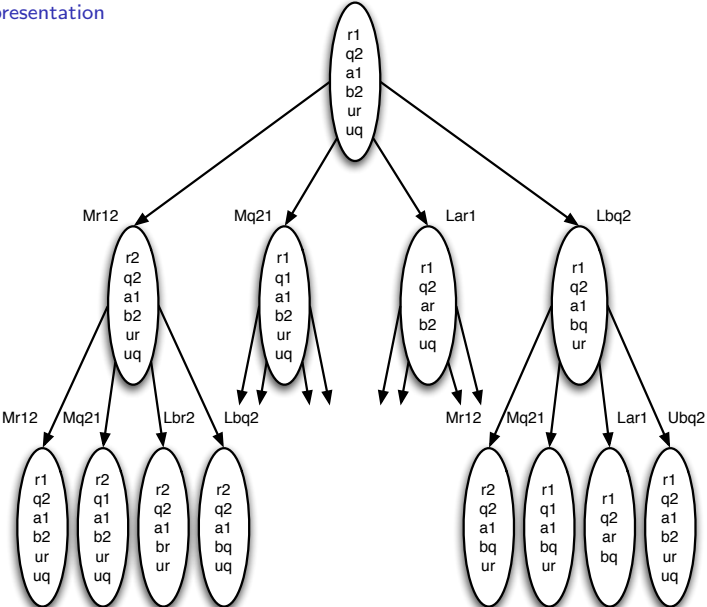 presentation
r1
q2
a1
b2
ur
uq
Mr12 Mq21 Lar1 Lbq2
r2
q2
a1
b2
ur
uq
r1
q1
a1
b2
ur
uq
r1
q2
ar
b2
uq
r1
q2
a1
bq
ur
Mr12 Mq21 Lbr2 Lbq2 Mr12 Mq21 Lar1 Ubq2
r1
q2
a1
b2
ur
uq
r2
q1
a1
b2
ur
uq
r2
q2
a1
br
ur
r2
q2
a1
bq
uq
r2
q2
a1
bq
ur
r1
q1
a1
bq
ur
r1
q2
ar
bq
r1
q2
a1
b2
ur
uq